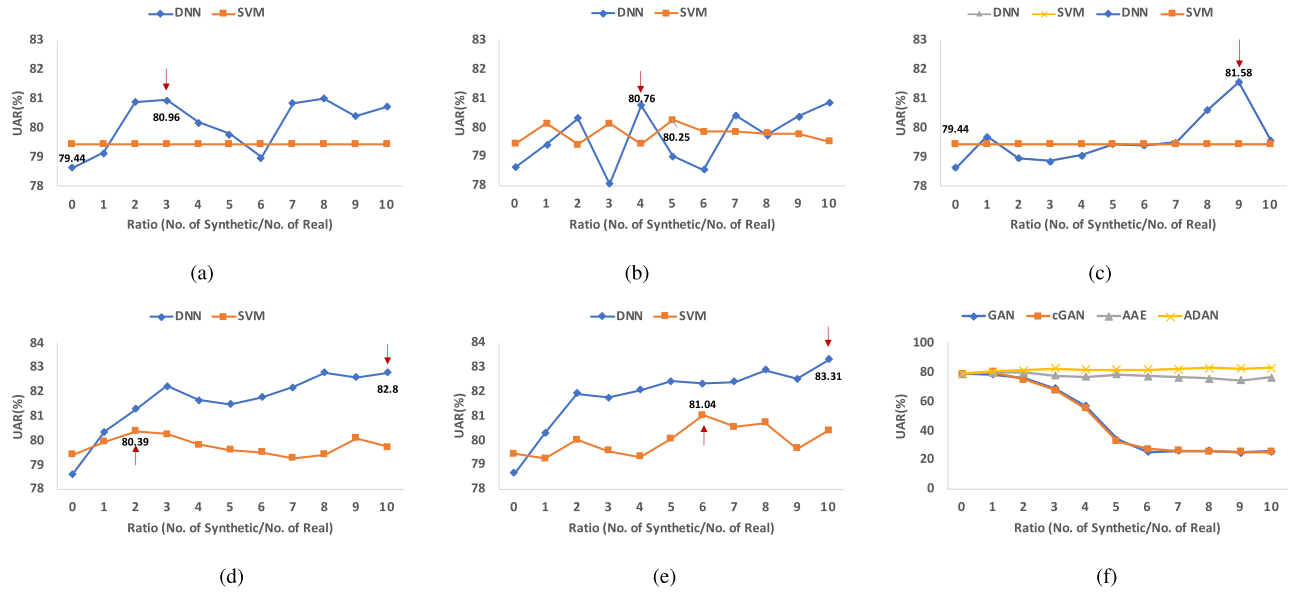 DNN SVM
83
82
81
80
79
78
UAR(%)
79.44
80.96
0 1 2 3 4 5 6 7 8 9 10
Ratio (No. of Synthetic/No. of Real)
(a)
DNN SVM
83
82
81
80
79
78
UAR(%)
80.76
80.25
0 1 2 3 4 5 6 7 8 9 10
Ratio (No. of Synthetic/No. of Real)
(b)
DNN SVM DNN SVM
83
82
81
80
79
78
UAR(%)
79.44
81.58
0 1 2 3 4 5 6 7 8 9 10
Ratio (No. of Synthetic/No. of Real)
(c)
DNN SVM
84
83
82
81
80
79
78
UAR(%)
80.39
82.8
0 1 2 3 4 5 6 7 8 9 10
Ratio (No. of Synthetic/No. of Real)
(d)
DNN SVM
84
83
82
81
80
79
78
UAR(%)
81.04
83.31
0 1 2 3 4 5 6 7 8 9 10
Ratio (No. of Synthetic/No. of Real)
(e)
GAN cGAN AAE ADAN
100
80
60
40
20
0
UAR(%)
0 1 2 3 4 5 6 7 8 9 10
Ratio (No. of Synthetic/No. of Real)
(f)